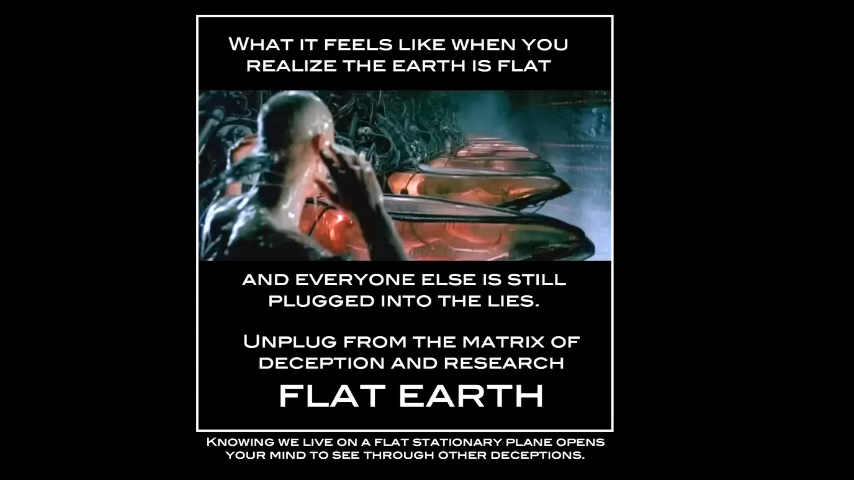 What it feels like when you
realize the earth is flat
and everyone else is still
plugged into the lies.
Unplug from the matrix of
deception and research
FLAT EARTH
Knowing we live on a flat stationary plane opens
your mind to see through other deceptions.